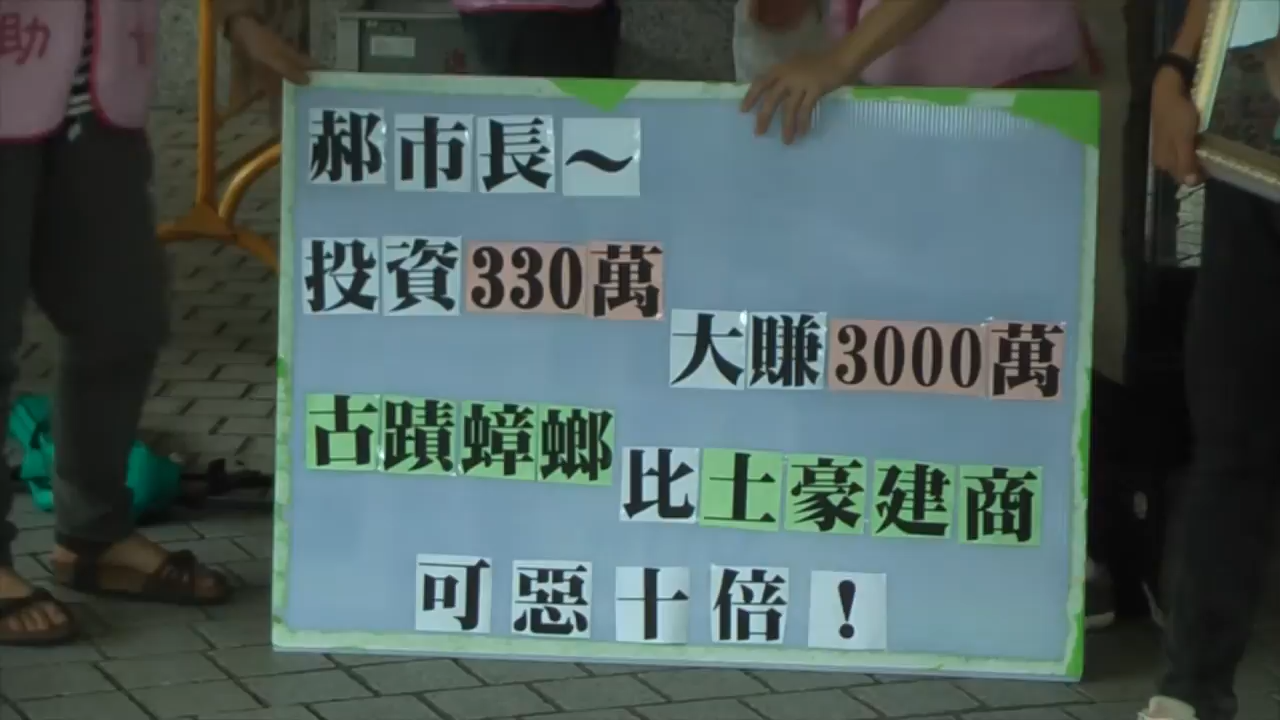 郝市長～
投資330萬
大賺3000萬
古蹟蟑螂
比土豪建商
可惡十倍！
助